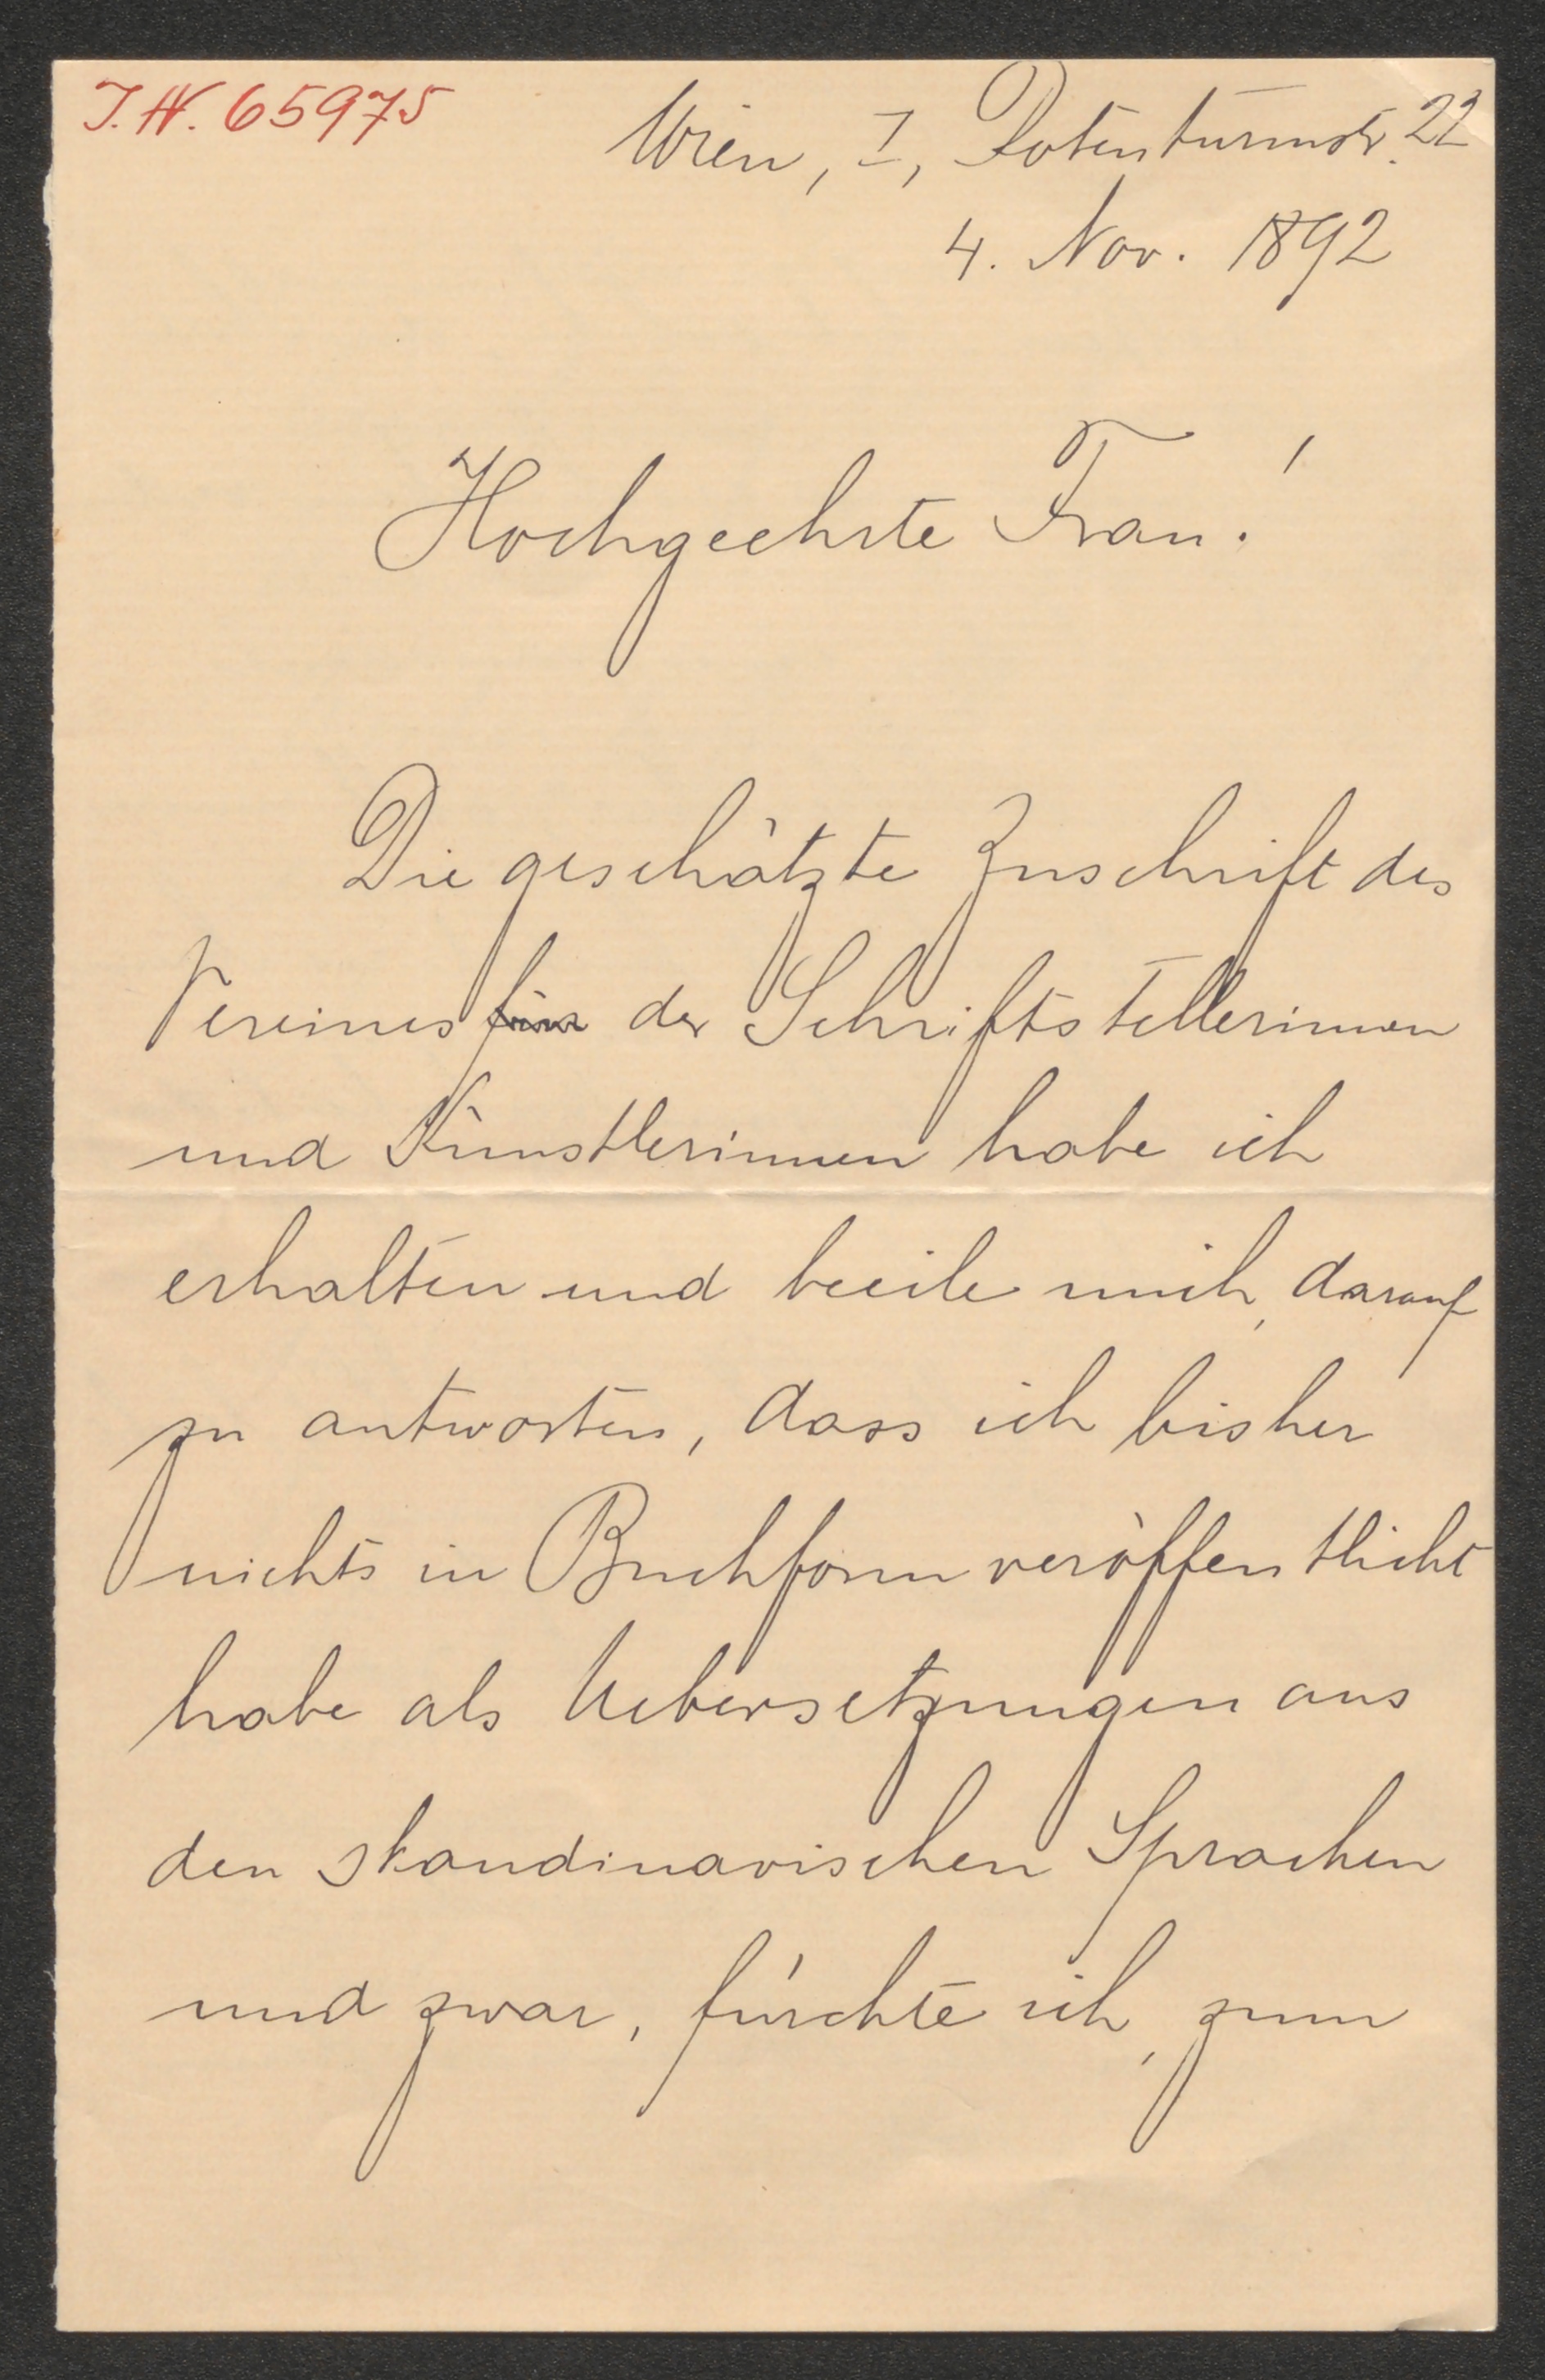 I.N. 65975
Wien, I, Rotenturmstr. 22
4. Nov. 1892
Hochgeehrte Frau!
Die geschätzte Zuschrift des
Vereines für der Schriftstellerinnen
und Künstlerinnen habe ich
erhalten und beeile mich, darauf
zu antworten, dass ich bisher
nichts in Buchform veröffentlicht
habe als Uebersetzungen aus
den skandinavischen Sprachen
und zwar, fürchte ich, zum